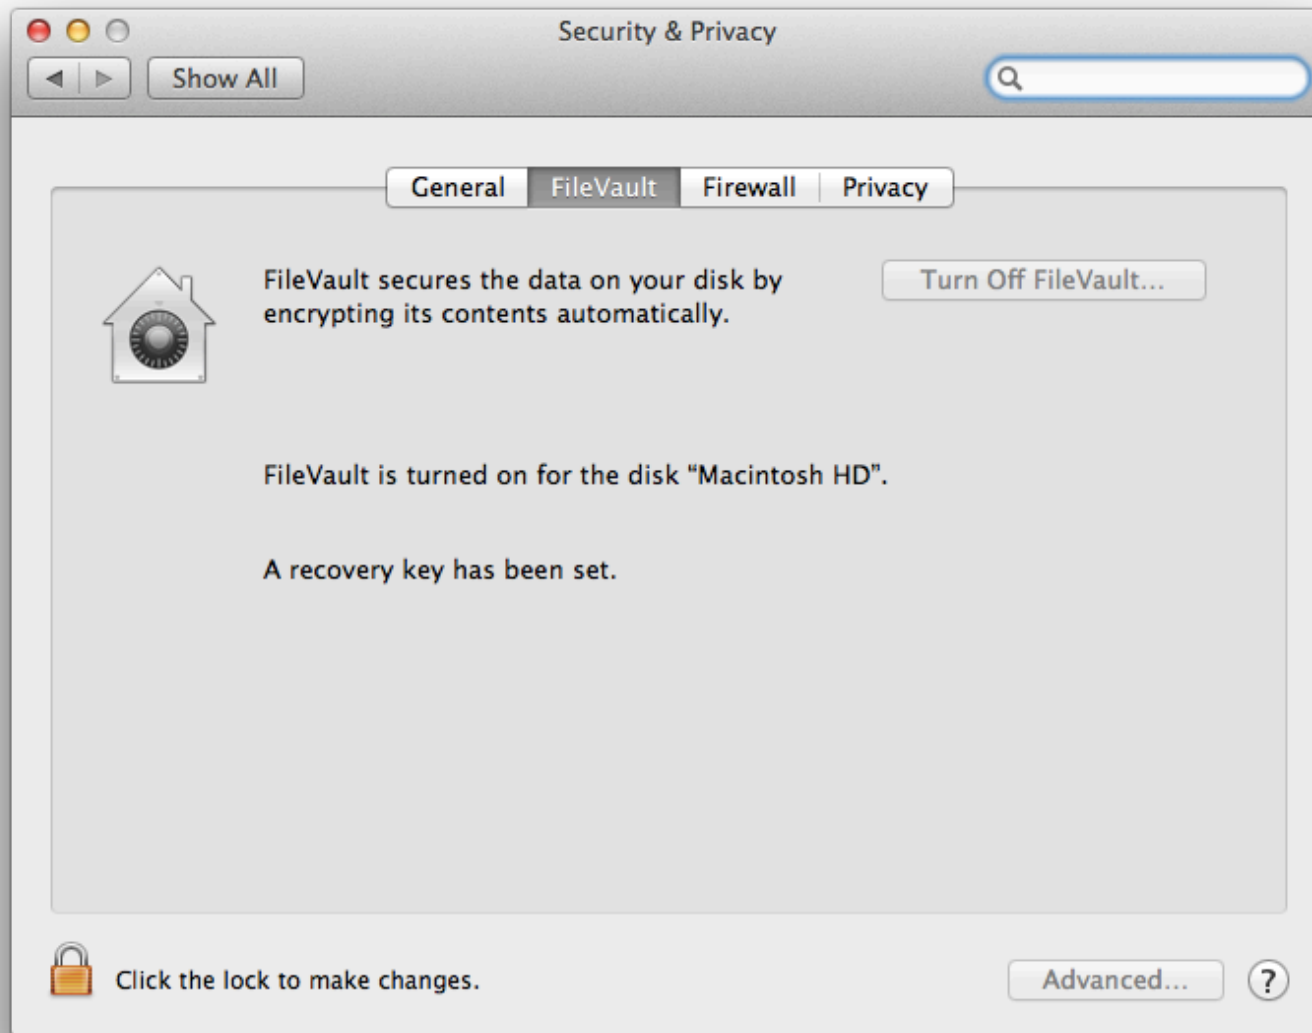 Security & Privacy
Show All
General FileVault Firewall Privacy
FileVault secures the data on your disk by
encrypting its contents automatically.
Turn Off FileVault...
FileVault is turned on for the disk “Macintosh HD”.
A recovery key has been set.
Click the lock to make changes.
Advanced... ?